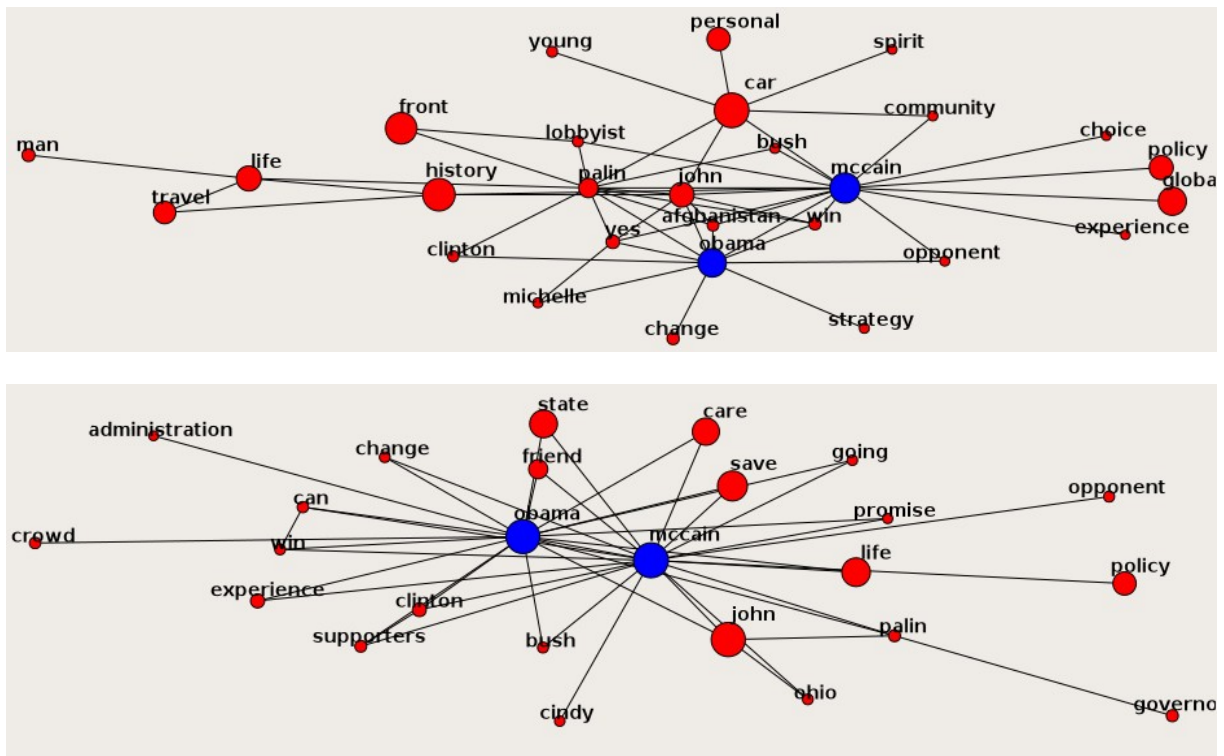 personal
young
spirit
car
front
community
lobbyist
choice
bush
man
policy
life
mccain
history
palin
john
globa
travel
afghanistan
win
yes
experience
clinton
obama
opponent
michelle
strategy
change
state
care
administration
change
friend
going
save
opponent
can
obama
promise
mccain
crowd
win
life
policy
experience
clinton
john
palin
supporters
bush
ohio
governo
cindy